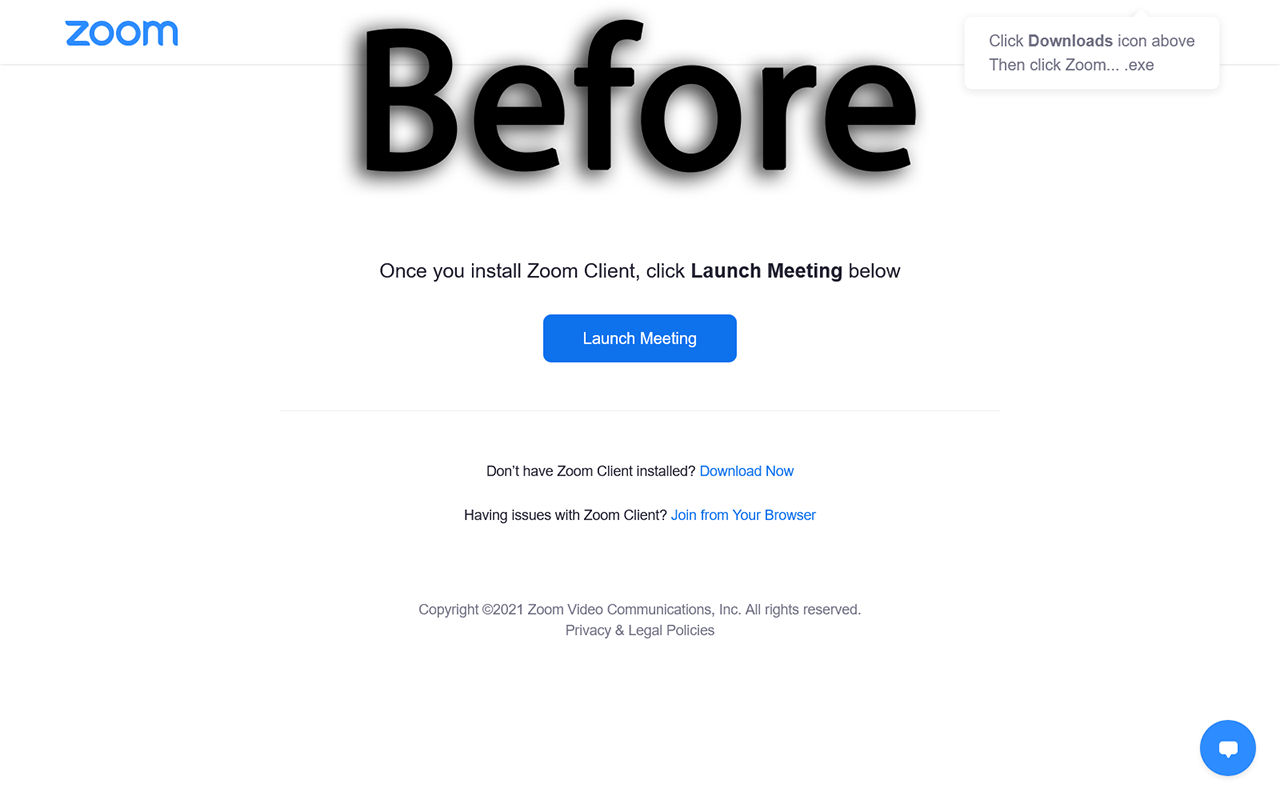 zoom
Before
Click Downloads icon above
Then click Zoom... .exe
Once you install Zoom Client, click Launch Meeting below
Launch Meeting
Don't have Zoom Client installed? Download Now
Having issues with Zoom Client? Join from Your Browser
Copyright ©2021 Zoom Video Communications, Inc. All rights reserved.
Privacy & Legal Policies